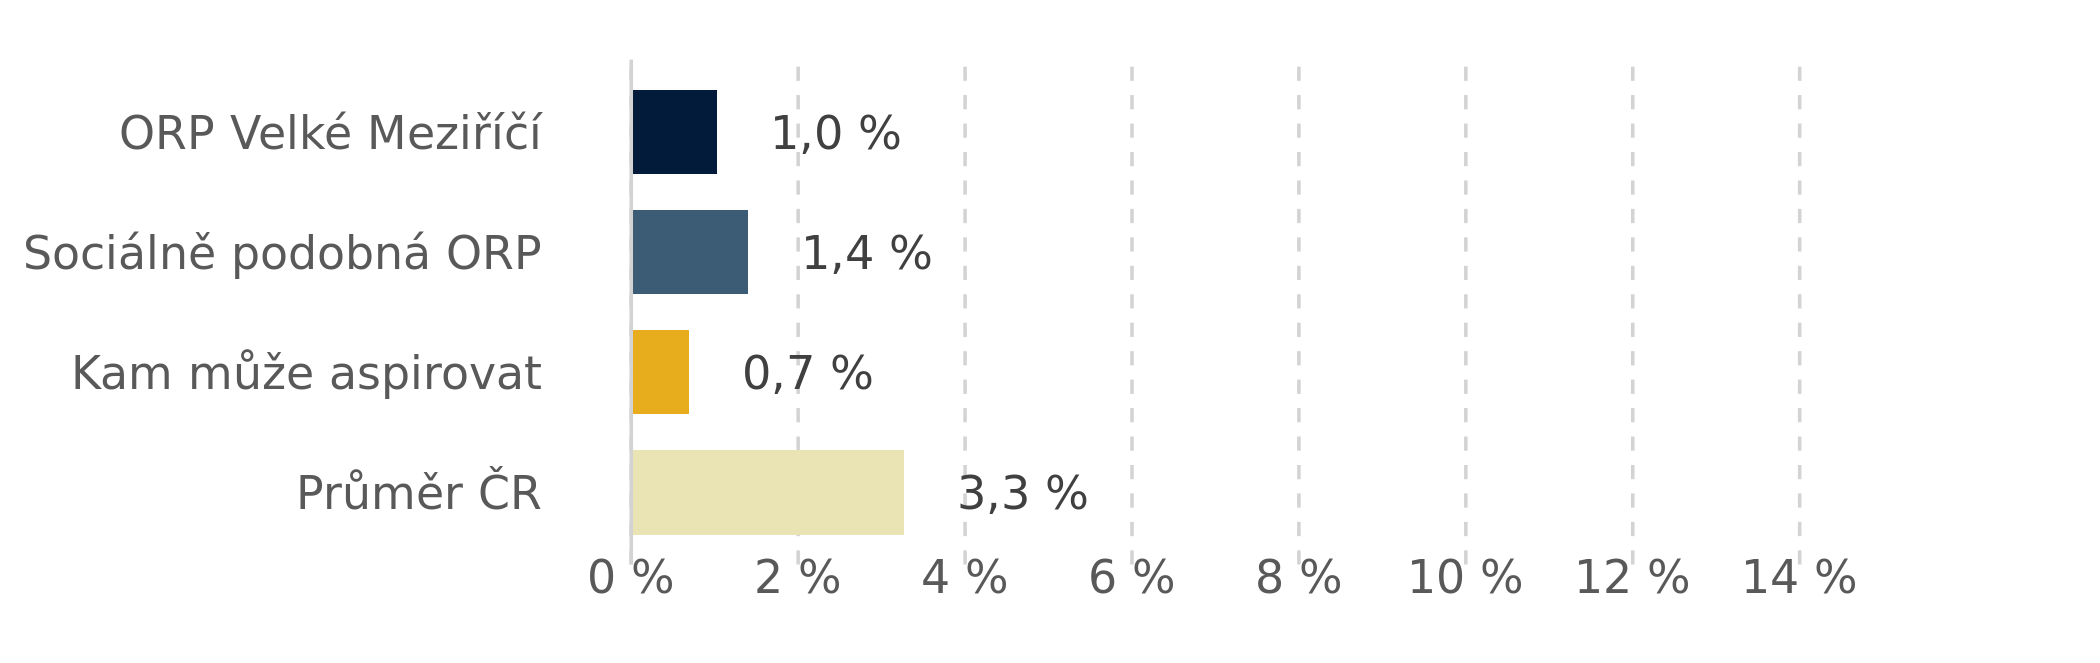 ORP Velké Meziříčí 1,0 %
Sociálně podobná ORP 1,4 %
Kam může aspirovat 0,7 %
Průměr ČR 3,3 %
0 % 2 % 4 % 6 % 8 % 10 % 12 % 14 %